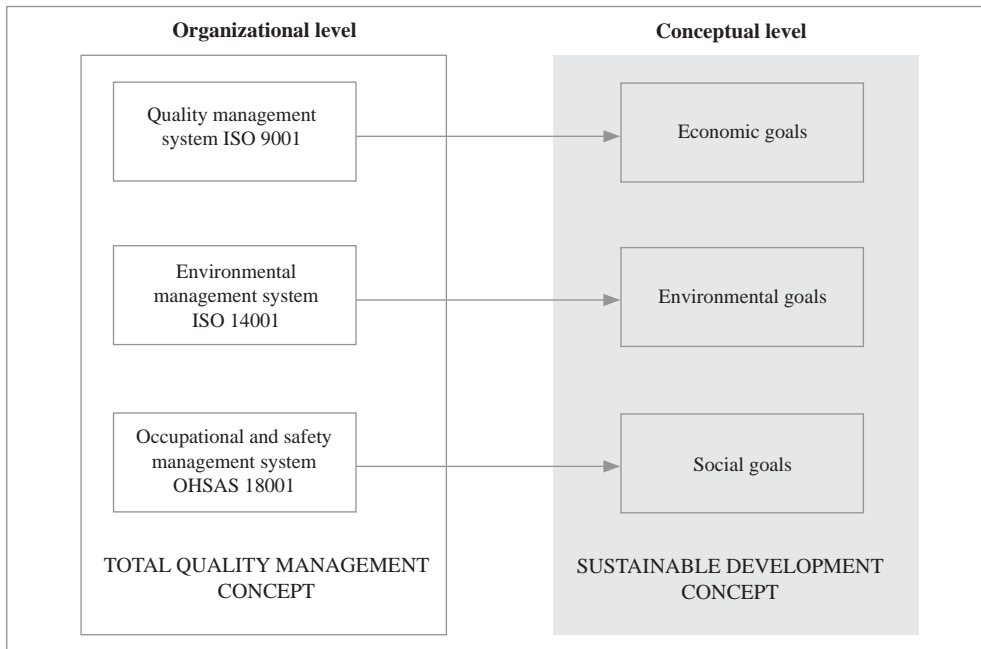 Organizational level
Quality management
system ISO 9001
Environmental
management system
ISO 14001
Occupational and safety
management system
OHSAS 18001
TOTAL QUALITY MANAGEMENT
CONCEPT
Conceptual level
Economic goals
Environmental goals
Social goals
SUSTAINABLE DEVELOPMENT
CONCEPT